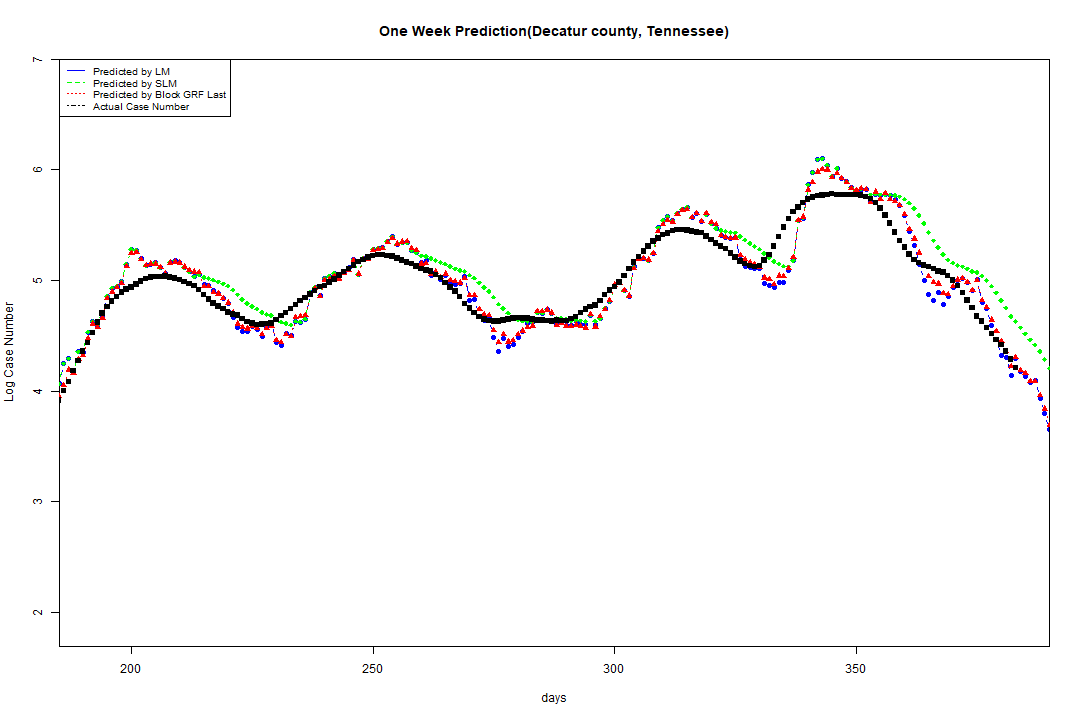 One Week Prediction(Decatur county, Tennessee)
Predicted by LM
Predicted by SLM
Predicted by Block GRF Last
Actual Case Number
7
6
5
4
3
2
Log Case Number
200 250 300 350
days